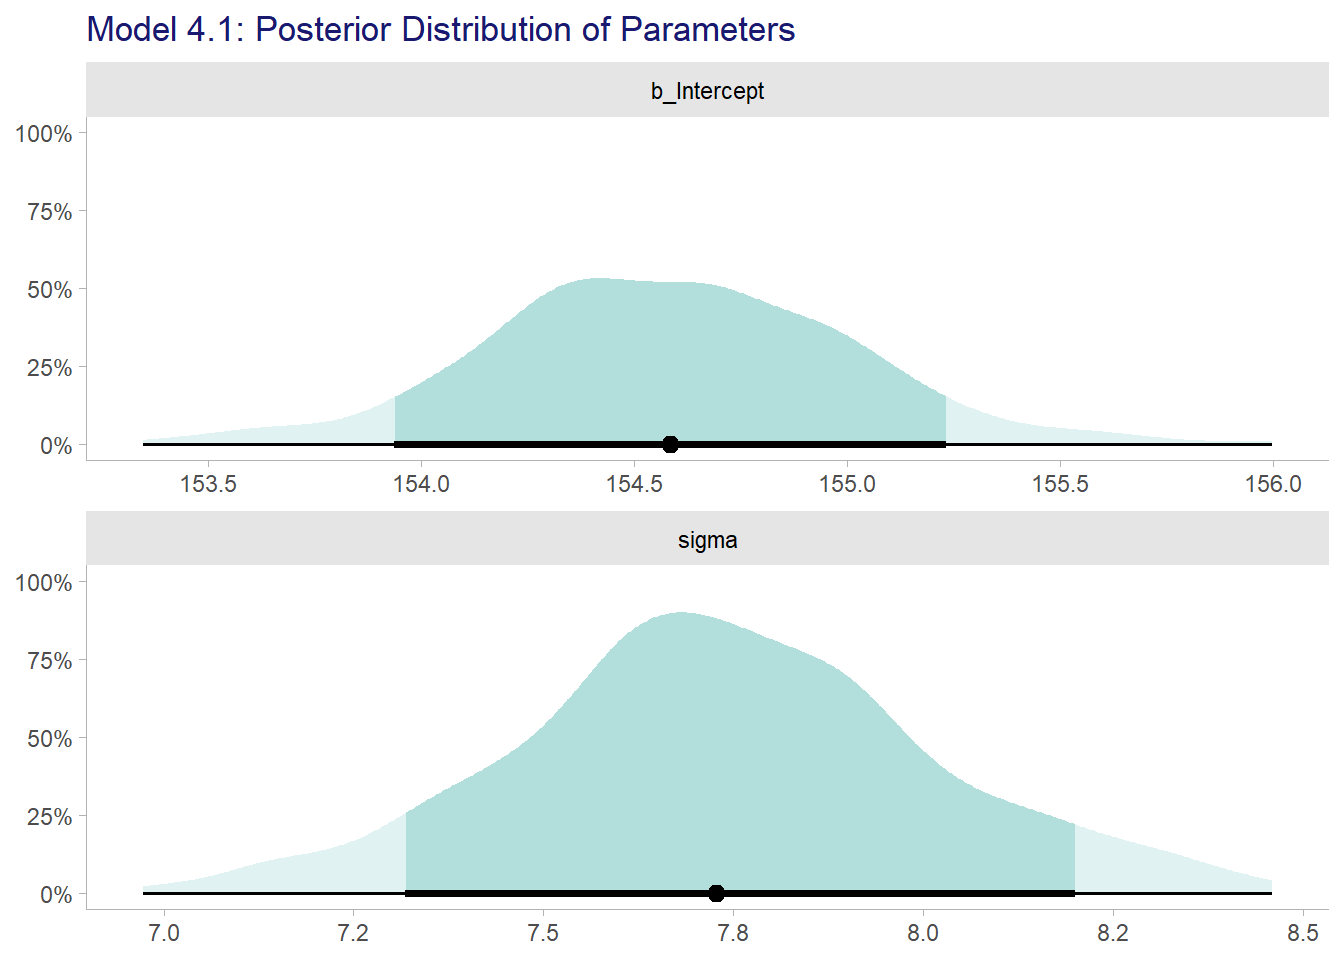 Model 4.1: Posterior Distribution of Parameters
b_Intercept
100%
75%
50%
25%
0%
153.5 154.0 154.5 155.0 155.5 156.0
sigma
100%
75%
50%
25%
0%
7.0 7.2 7.5 7.8 8.0 8.2 8.5